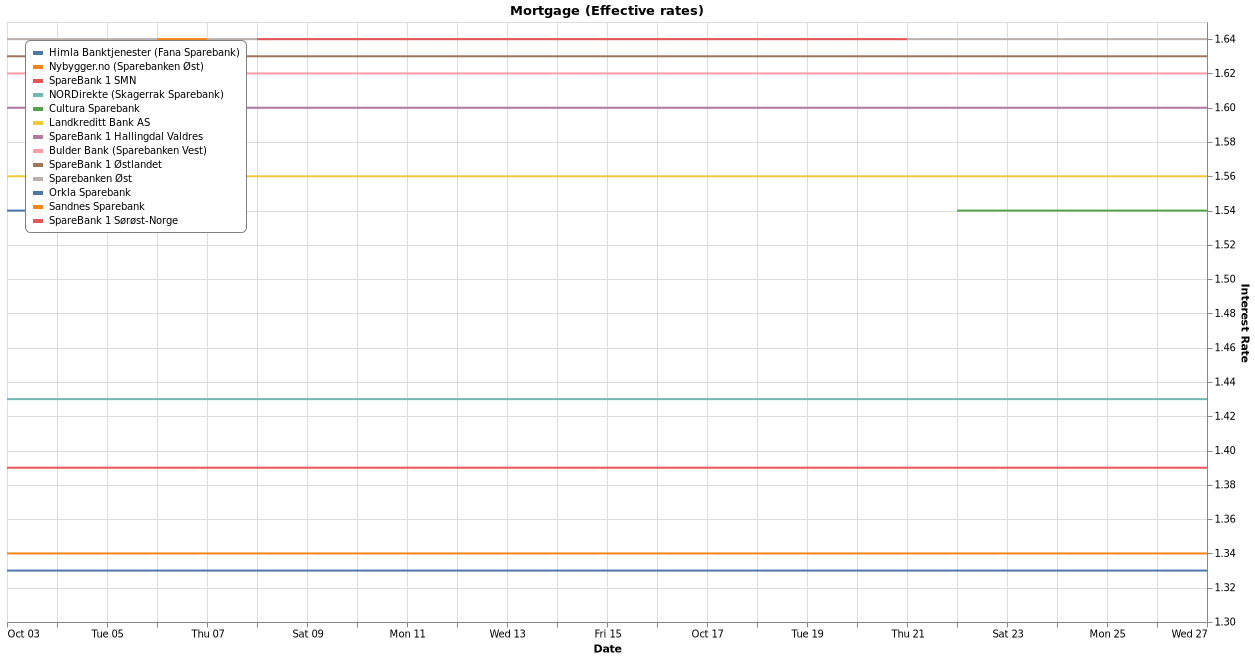 Mortgage (Effective rates)
Himla Banktjenester (Fana Sparebank)
Nybygger.no (Sparebanken Øst)
SpareBank 1 SMN
NORDirekte (Skagerrak Sparebank)
Cultura Sparebank
Landkreditt Bank AS
SpareBank 1 Hallingdal Valdres
Bulder Bank (Sparebanken Vest)
SpareBank 1 Østlandet
Sparebanken Øst
Orkla Sparebank
Sandnes Sparebank
SpareBank 1 Sørøst-Norge
1.64
1.62
1.60
1.58
1.56
1.54
1.52
1.50
1.48
1.46
1.44
1.42
1.40
1.38
1.36
1.34
1.32
1.30
Interest Rate
Oct 03 Tue 05 Thu 07 Sat 09 Mon 11 Wed 13 Fri 15 Oct 17 Tue 19 Thu 21 Sat 23 Mon 25 Wed 27
Date